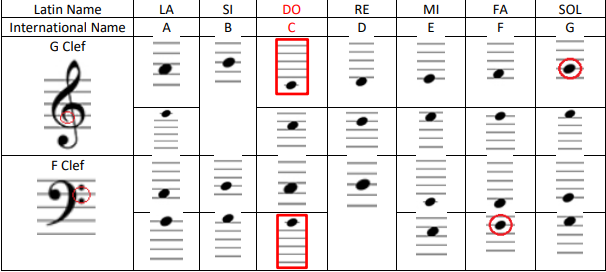 Latin Name LA SI DO RE MI FA SOL
International Name A B C D E F G
G Clef
F Clef